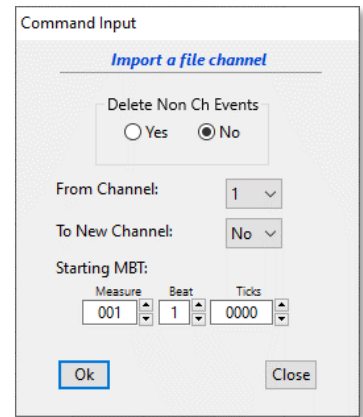 Command Input
Import a file channel
Delete Non Ch Events
Yes No
From Channel: 1
To New Channel: No
Starting MBT:
Measure Beat Ticks
001 1 0000
Ok Close